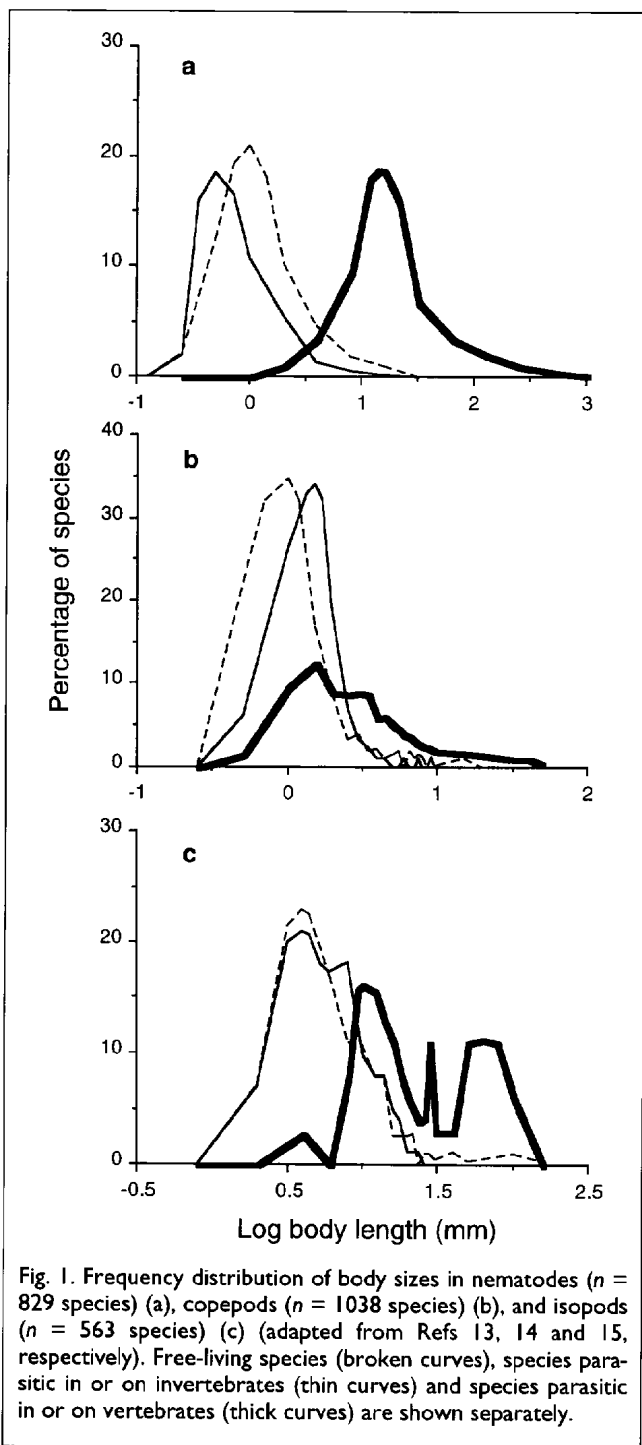 30
a
20
10
0
-1
0
1
2
3
40
b
30
20
10
0
-1
0
1
2
Percentage of species
30
c
20
10
0
-0.5
0.5
1.5
2.5
Log body length (mm)
Fig. 1. Frequency distribution of body sizes in nematodes (n =
829 species) (a), copepods (n = 1038 species) (b), and isopods
(n = 563 species) (c) (adapted from Refs 13, 14 and 15,
respectively). Free-living species (broken curves), species para-
sitic in or on invertebrates (thin curves) and species parasitic
in or on vertebrates (thick curves) are shown separately.